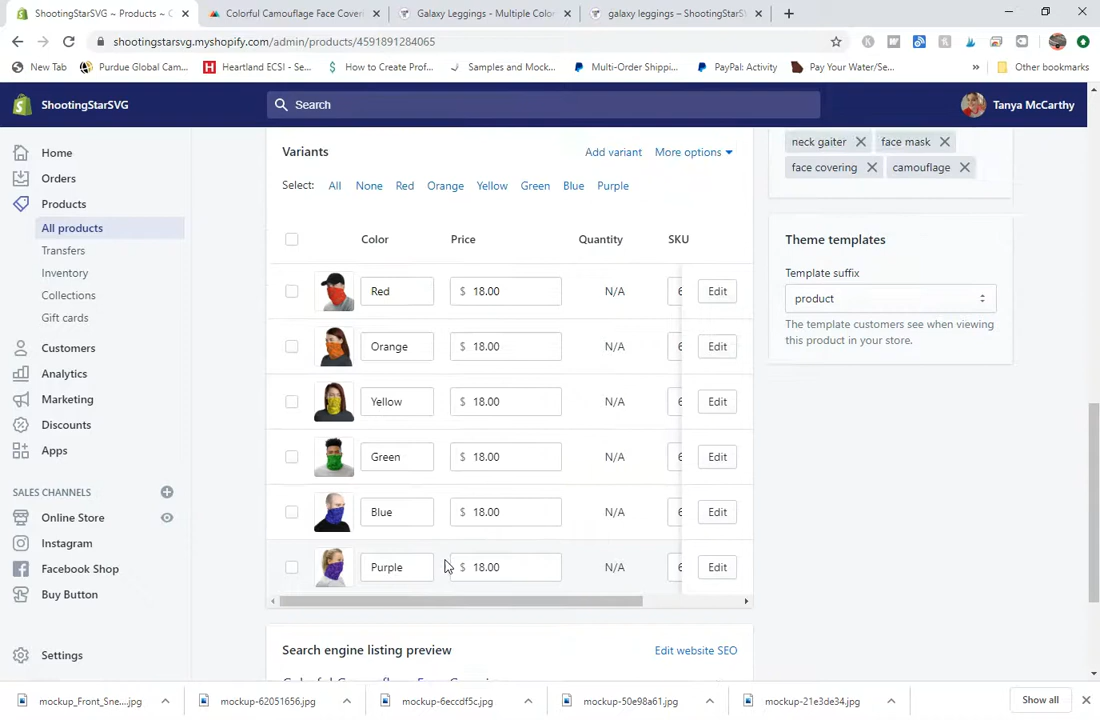 ShootingStarSVG ~ Products ~ C
Colorful Camouflage Face Coveri
Galaxy Leggings - Multiple Color
galaxy leggings – ShootingStarSV
shootingstarsvg.myshopify.com/admin/products/4591891284065
New Tab
Purdue Global Cam...
Heartland ECSI - Se...
How to Create Prof...
Samples and Mock...
Multi-Order Shippi...
PayPal: Activity
Pay Your Water/Se...
»
Other bookmarks
ShootingStarSVG
Search
Tanya McCarthy
Home
Orders
Products
All products
Transfers
Inventory
Collections
Gift cards
Customers
Analytics
Marketing
Discounts
Apps
SALES CHANNELS
Online Store
Instagram
Facebook Shop
Buy Button
Settings
Variants
Add variant
More options
Select: All None Red Orange Yellow Green Blue Purple
Color Price Quantity SKU
Red $ 18.00 N/A 6 Edit
Orange $ 18.00 N/A 6 Edit
Yellow $ 18.00 N/A 6 Edit
Green $ 18.00 N/A 6 Edit
Blue $ 18.00 N/A 6 Edit
Purple $ 18.00 N/A 6 Edit
Search engine listing preview
Edit website SEO
neck gaiter
face mask
face covering
camouflage
Theme templates
Template suffix
product
The template customers see when viewing
this product in your store.
mockup_Front_Sne....jpg
mockup-62051656.jpg
mockup-6eccdf5c.jpg
mockup-50e98a61.jpg
mockup-21e3de34.jpg
Show all